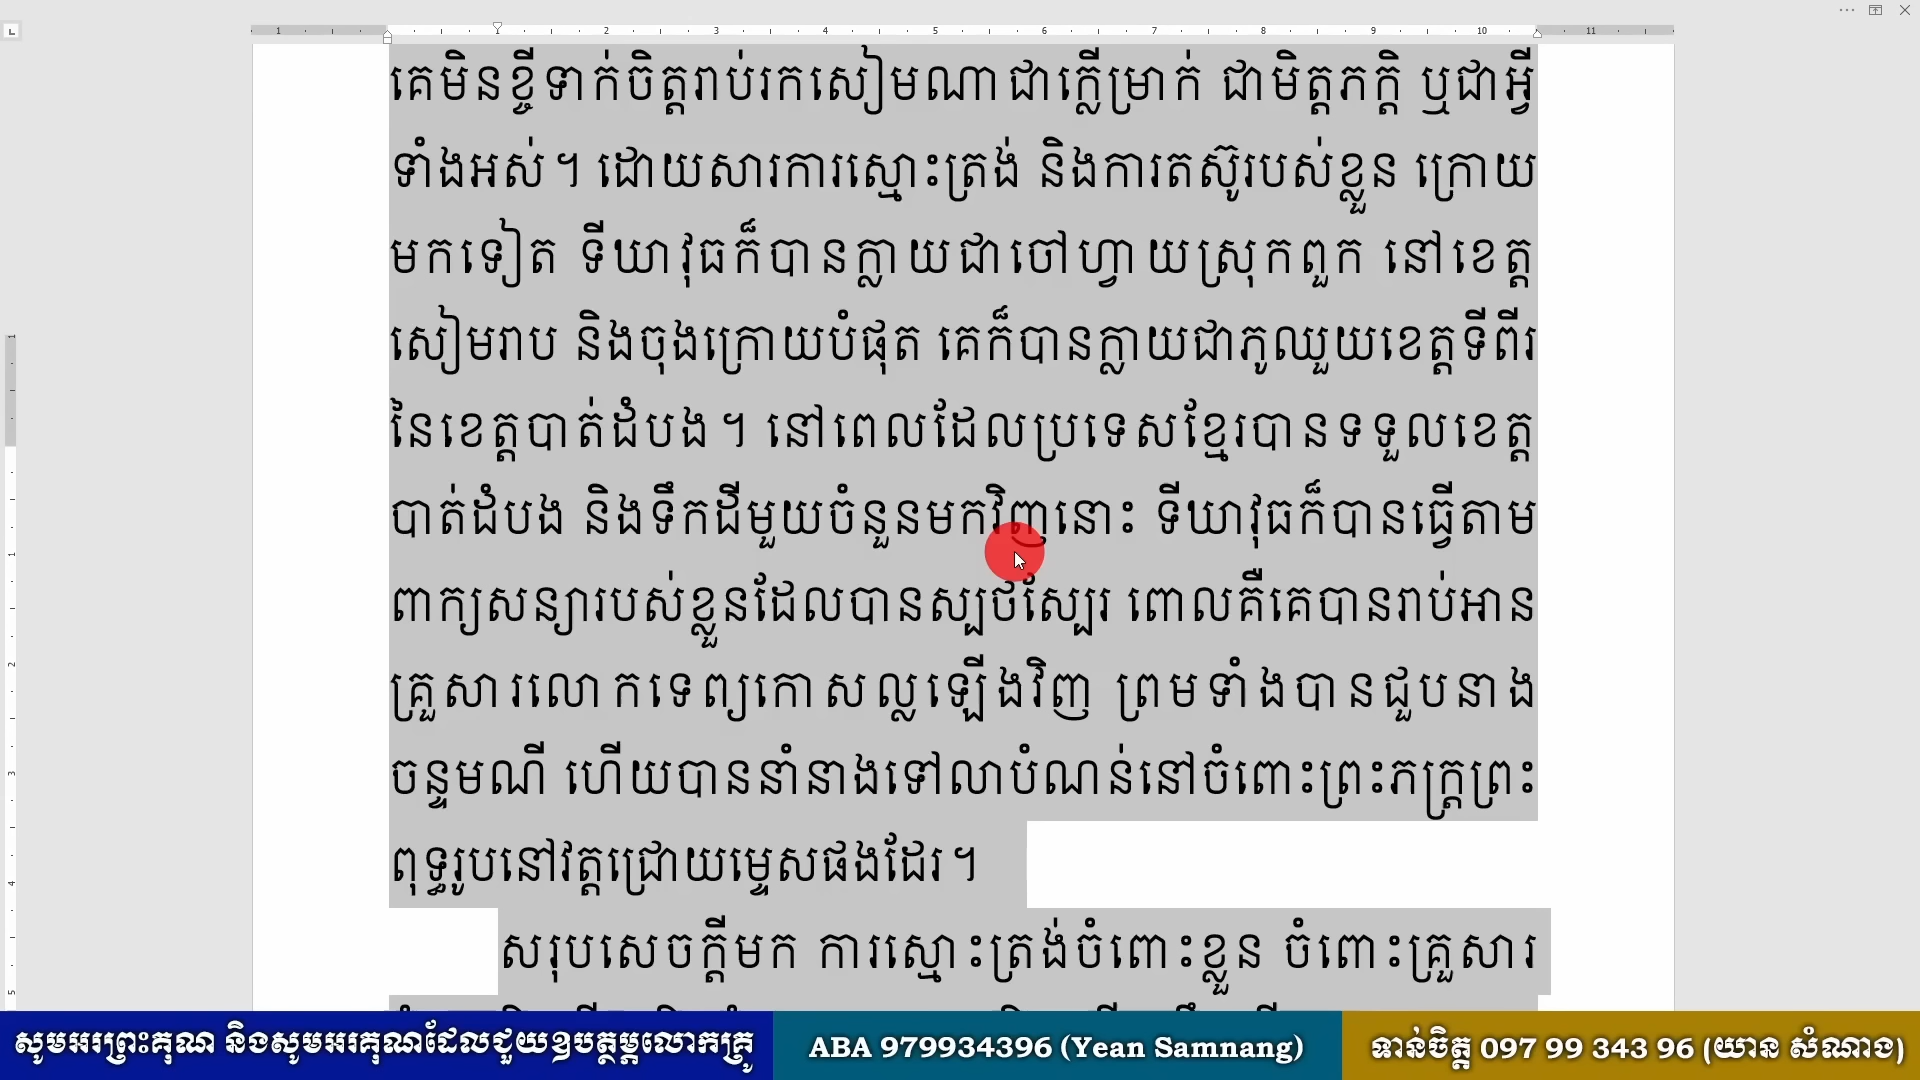 គេមិនខ្ចីទាក់ចិត្តរាប់រកសៀមណាជាក្លើម្រាក់ ជាមិត្តភក្តិ ឬជាអ្វី
ទាំងអស់។ ដោយសារការស្មោះត្រង់ និងការតស៊ូរបស់ខ្លួន ក្រោយ
មកទៀត ទីឃាវុធក៏បានក្លាយជាចៅហ្វាយស្រុកពួក នៅខេត្ត
សៀមរាប និងចុងក្រោយបំផុត គេក៏បានក្លាយជាភូឈួយខេត្តទីពីរ
នៃខេត្តបាត់ដំបង។ នៅពេលដែលប្រទេសខ្មែរបានទទួលខេត្ត
បាត់ដំបង និងទឹកដីមួយចំនួនមកវិញនោះ ទីឃាវុធក៏បានធ្វើតាម
ពាក្យសន្យារបស់ខ្លួនដែលបានស្បថស្បែរ ពោលគឺគេបានរាប់អាន
គ្រួសារលោកទេព្យកោសល្លឡើងវិញ ព្រមទាំងបានជួបនាង
ចន្ទមណី ហើយបាននាំនាងទៅលាបំណន់នៅចំពោះព្រះភក្ត្រព្រះ
ពុទ្ធរូបនៅវត្តជ្រោយម្ទេសផងដែរ។
សរុបសេចក្តីមក ការស្មោះត្រង់ចំពោះខ្លួន ចំពោះគ្រួសារ
សូមអរព្រះគុណ និងសូមអរគុណដែលជួយឧបត្ថម្ភលោកគ្រូ
ABA 979934396 (Yean Samnang)
ទាន់ចិត្ត 097 99 343 96 (យាន សំណាង)